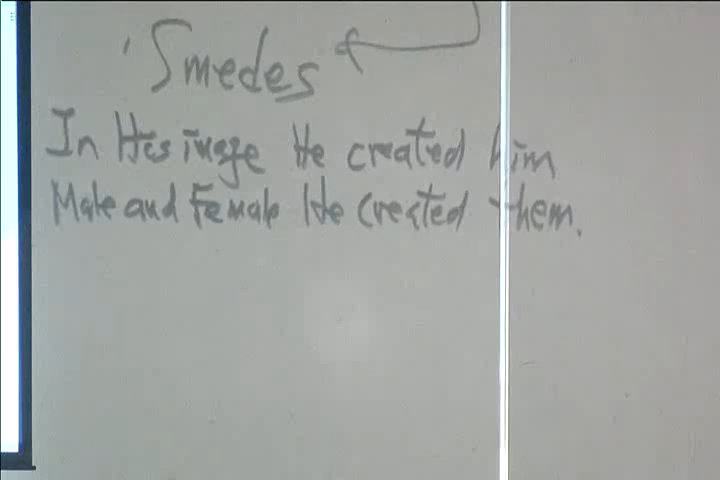 'Smedes
In His image He created him
Male and Female He created them.